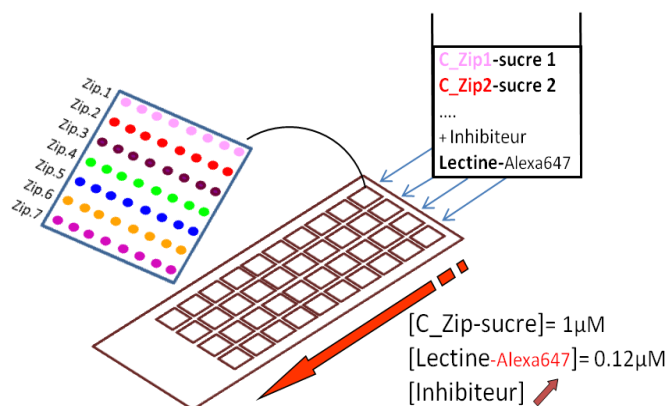 Zip.1
Zip.2
Zip.3
Zip.4
Zip.5
Zip.6
Zip.7
C_Zip1-sucre 1
C_Zip2-sucre 2
....
+ Inhibiteur
Lectine-Alexa647
[C_Zip-sucre]= 1µM
[Lectine-Alexa647]= 0.12µM
[Inhibiteur]